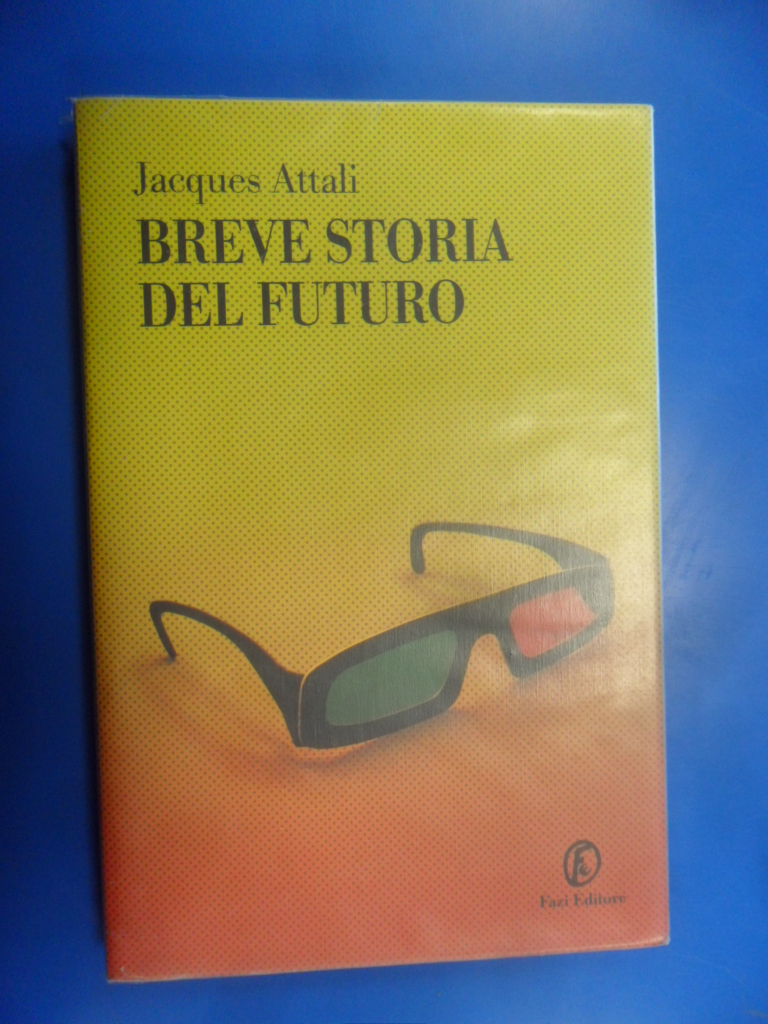 Jacques Attali
BREVE STORIA
DEL FUTURO
Fazi Editore